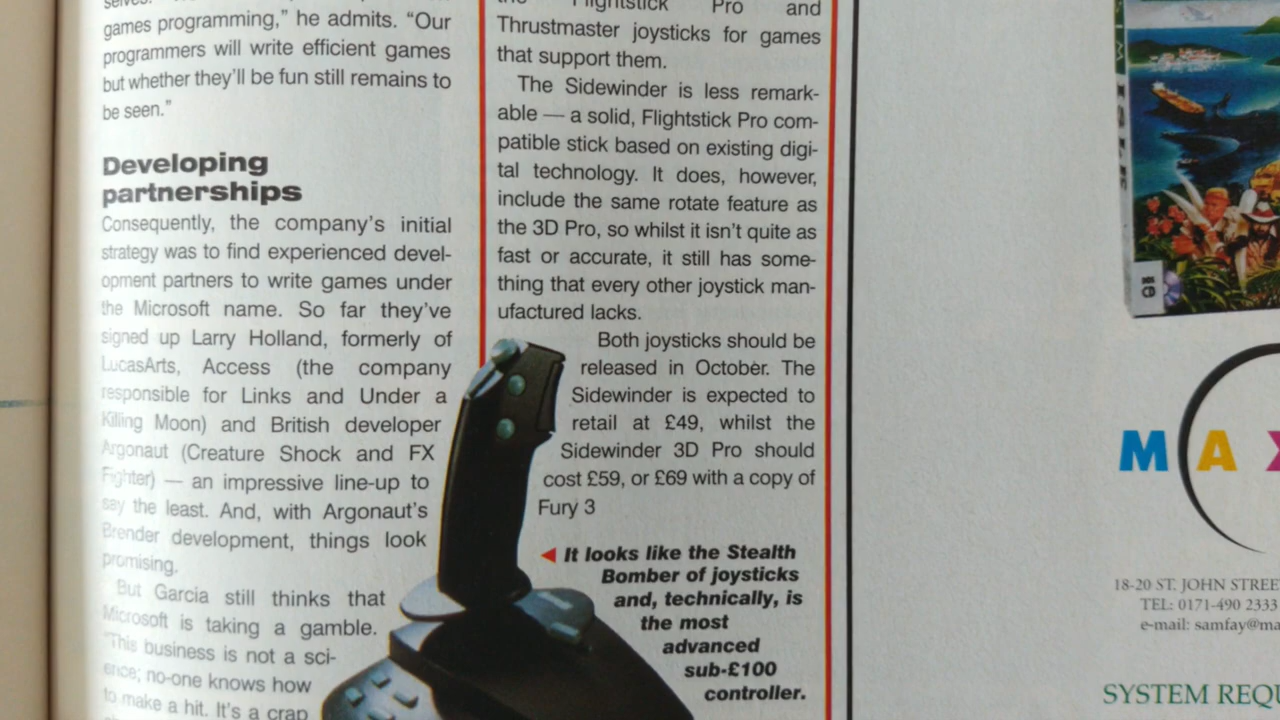 selves.
games programming,” he admits. “Our
programmers will write efficient games
but whether they'll be fun still remains to
be seen.”
Developing
partnerships
Consequently, the company's initial
strategy was to find experienced devel-
opment partners to write games under
the Microsoft name. So far they've
signed up Larry Holland, formerly of
LucasArts, Access (the company
responsible for Links and Under a
Killing Moon) and British developer
Argonaut (Creature Shock and FX
Fighter) — an impressive line-up to
say the least. And, with Argonaut's
Brender development, things look
promising.
But Garcia still thinks that
Microsoft is taking a gamble.
“This business is not a sci-
ence; no-one knows how
to make a hit. It's a crap
the Flightstick Pro and
Thrustmaster joysticks for games
that support them.
The Sidewinder is less remark-
able — a solid, Flightstick Pro com-
patible stick based on existing digi-
tal technology. It does, however,
include the same rotate feature as
the 3D Pro, so whilst it isn't quite as
fast or accurate, it still has some-
thing that every other joystick man-
ufactured lacks.
Both joysticks should be
released in October. The
Sidewinder is expected to
retail at £49, whilst the
Sidewinder 3D Pro should
cost £59, or £69 with a copy of
Fury 3
It looks like the Stealth
Bomber of joysticks
and, technically, is
the most
advanced
sub-£100
controller.
MAX
18-20 ST. JOHN STREE
TEL: 0171-490 2333
e-mail: samfay@ma
SYSTEM REQU